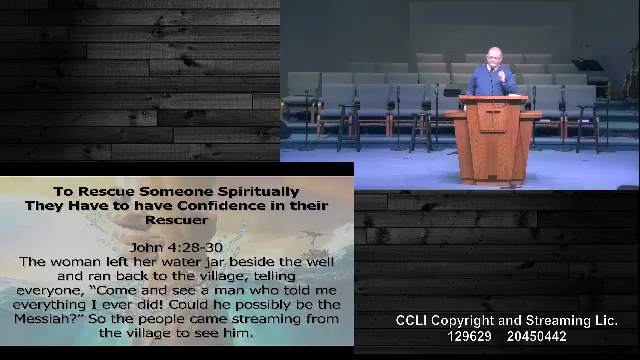 To Rescue Someone Spiritually
They Have to have Confidence in their
Rescuer
John 4:28-30
The woman left her water jar beside the well
and ran back to the village, telling
everyone, “Come and see a man who told me
everything I ever did! Could he possibly be the
Messiah?” So the people came streaming from
the village to see him.
CCLI Copyright and Streaming Lic.
129629 20450442